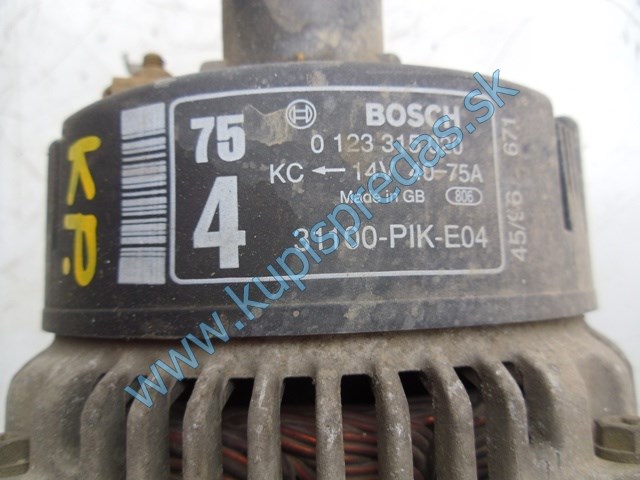 75
4
BOSCH
0 123 315 020
KC ← 14V 40-75A
Made in GB 806
31100-PIK-E04
45/96
671
K.P.
www.kupispredas.sk